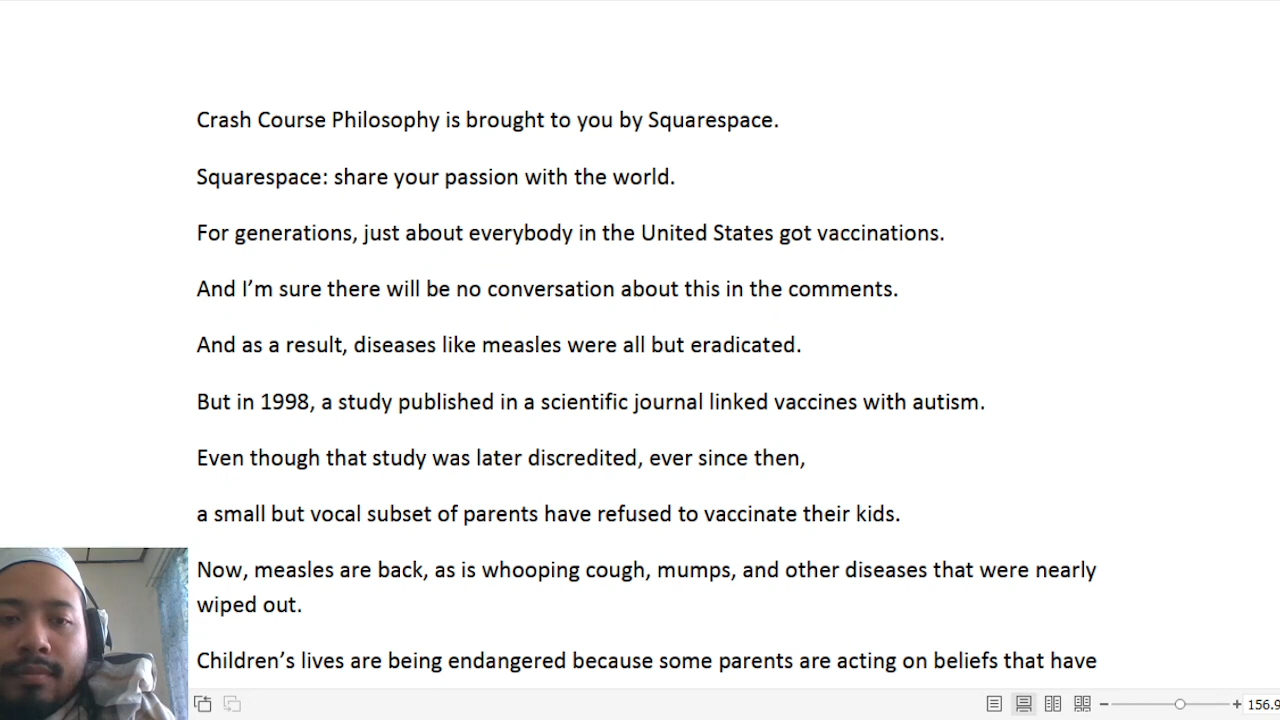 Crash Course Philosophy is brought to you by Squarespace.
Squarespace: share your passion with the world.
For generations, just about everybody in the United States got vaccinations.
And I’m sure there will be no conversation about this in the comments.
And as a result, diseases like measles were all but eradicated.
But in 1998, a study published in a scientific journal linked vaccines with autism.
Even though that study was later discredited, ever since then,
a small but vocal subset of parents have refused to vaccinate their kids.
Now, measles are back, as is whooping cough, mumps, and other diseases that were nearly
wiped out.
Children’s lives are being endangered because some parents are acting on beliefs that have
156.9